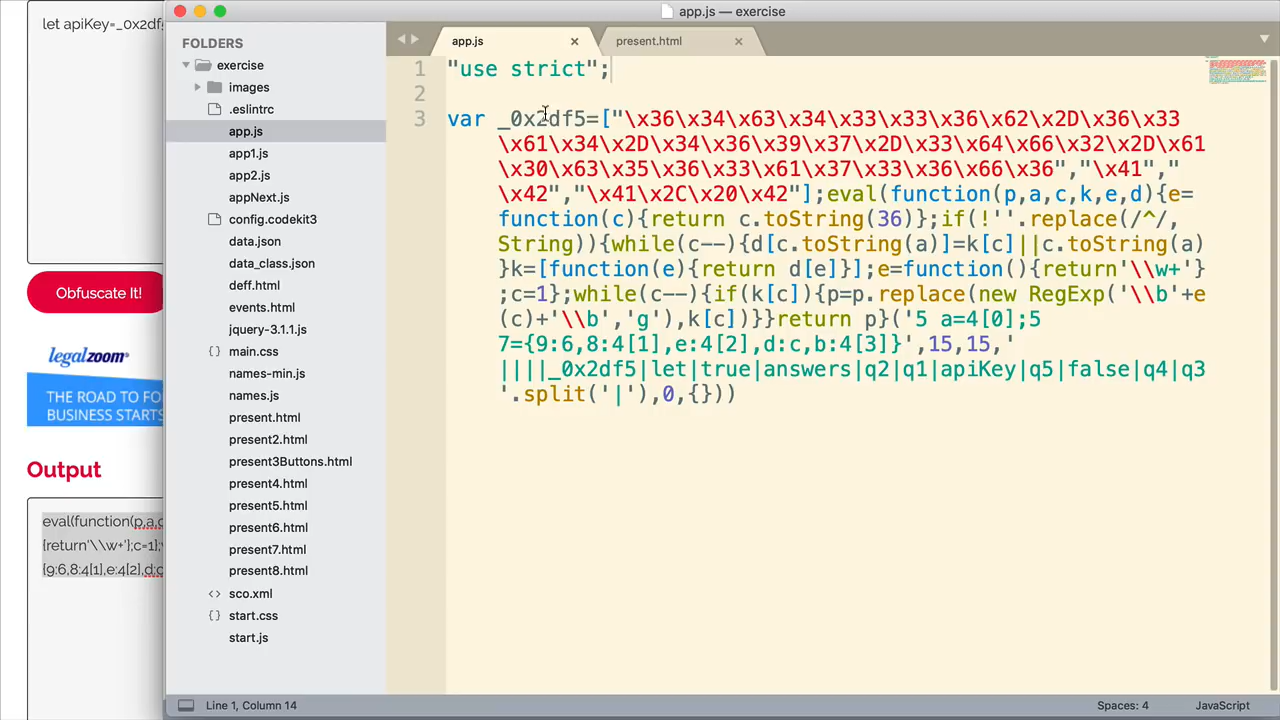 let apiKey=_0x2df5
Obfuscate It!
legalzoom
THE ROAD TO FO
BUSINESS STARTS
Output
eval(function(p,a,c
{return'\\w+'};c=1};
{9:6,8:4[1],e:4[2],d:c
app.js — exercise
FOLDERS
exercise
images
.eslintrc
app.js
app1.js
app2.js
appNext.js
config.codekit3
data.json
data_class.json
deff.html
events.html
jquery-3.1.1.js
main.css
names-min.js
names.js
present.html
present2.html
present3Buttons.html
present4.html
present5.html
present6.html
present7.html
present8.html
sco.xml
start.css
start.js
app.js
present.html
1 "use strict";
2
3 var _0x2df5=["\x36\x34\x63\x34\x33\x33\x36\x62\x2D\x36\x33
\x61\x34\x2D\x34\x36\x39\x37\x2D\x33\x64\x66\x32\x2D\x61
\x30\x63\x35\x36\x33\x61\x37\x33\x36\x66\x36","\x41","
\x42","\x41\x2C\x20\x42"];eval(function(p,a,c,k,e,d){e=
function(c){return c.toString(36)};if(!''.replace(/^/,
String)){while(c--){d[c.toString(a)]=k[c]||c.toString(a)
}k=[function(e){return d[e]}];e=function(){return'\\w+'}
;c=1};while(c--){if(k[c]){p=p.replace(new RegExp('\\b'+e
(c)+'\\b','g'),k[c])}}return p}('5 a=4[0];5
7={9:6,8:4[1],e:4[2],d:c,b:4[3]}',15,15,'
||||_0x2df5|let|true|answers|q2|q1|apiKey|q5|false|q4|q3
'.split('|'),0,{}))
Line 1, Column 14
Spaces: 4
JavaScript